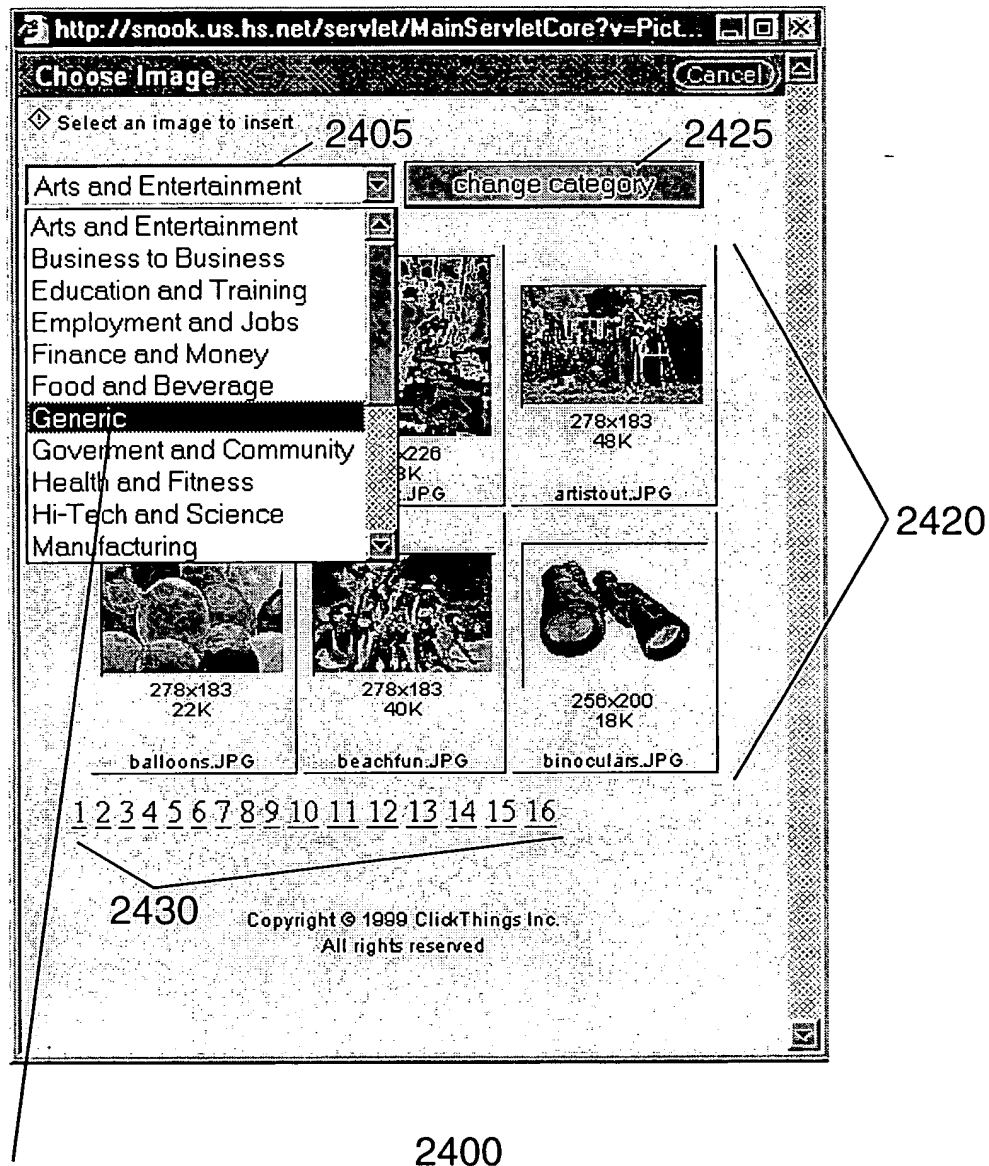 http://snook.us.hs.net/servlet/MainServletCore?v=Pict...
Choose Image
Cancel
Select an image to insert
2405
2425
Arts and Entertainment
change category
Arts and Entertainment
Business to Business
Education and Training
Employment and Jobs
Finance and Money
Food and Beverage
Generic
Goverment and Community
Health and Fitness
Hi-Tech and Science
Manufacturing
x226
.JPG
278x183
48K
artistout.JPG
2420
278x183
22K
balloons.JPG
278x183
40K
beachfun.JPG
256x200
18K
binoculars.JPG
1 2 3 4 5 6 7 8 9 10 11 12 13 14 15 16
2430
Copyright © 1999 ClickThings Inc.
All rights reserved
2400